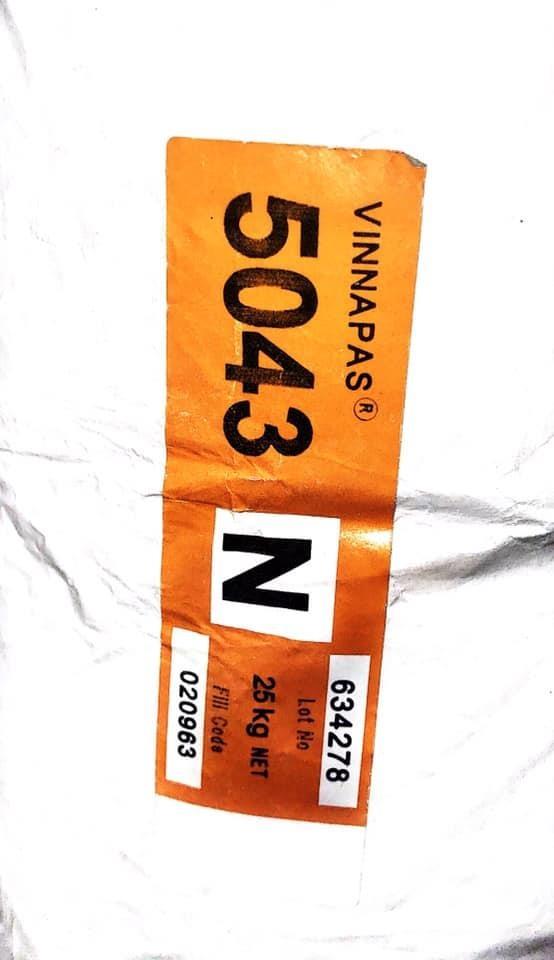 VINNAPAS®
5043 N
634278
Lot No
25 kg NET
Fill Code
020963